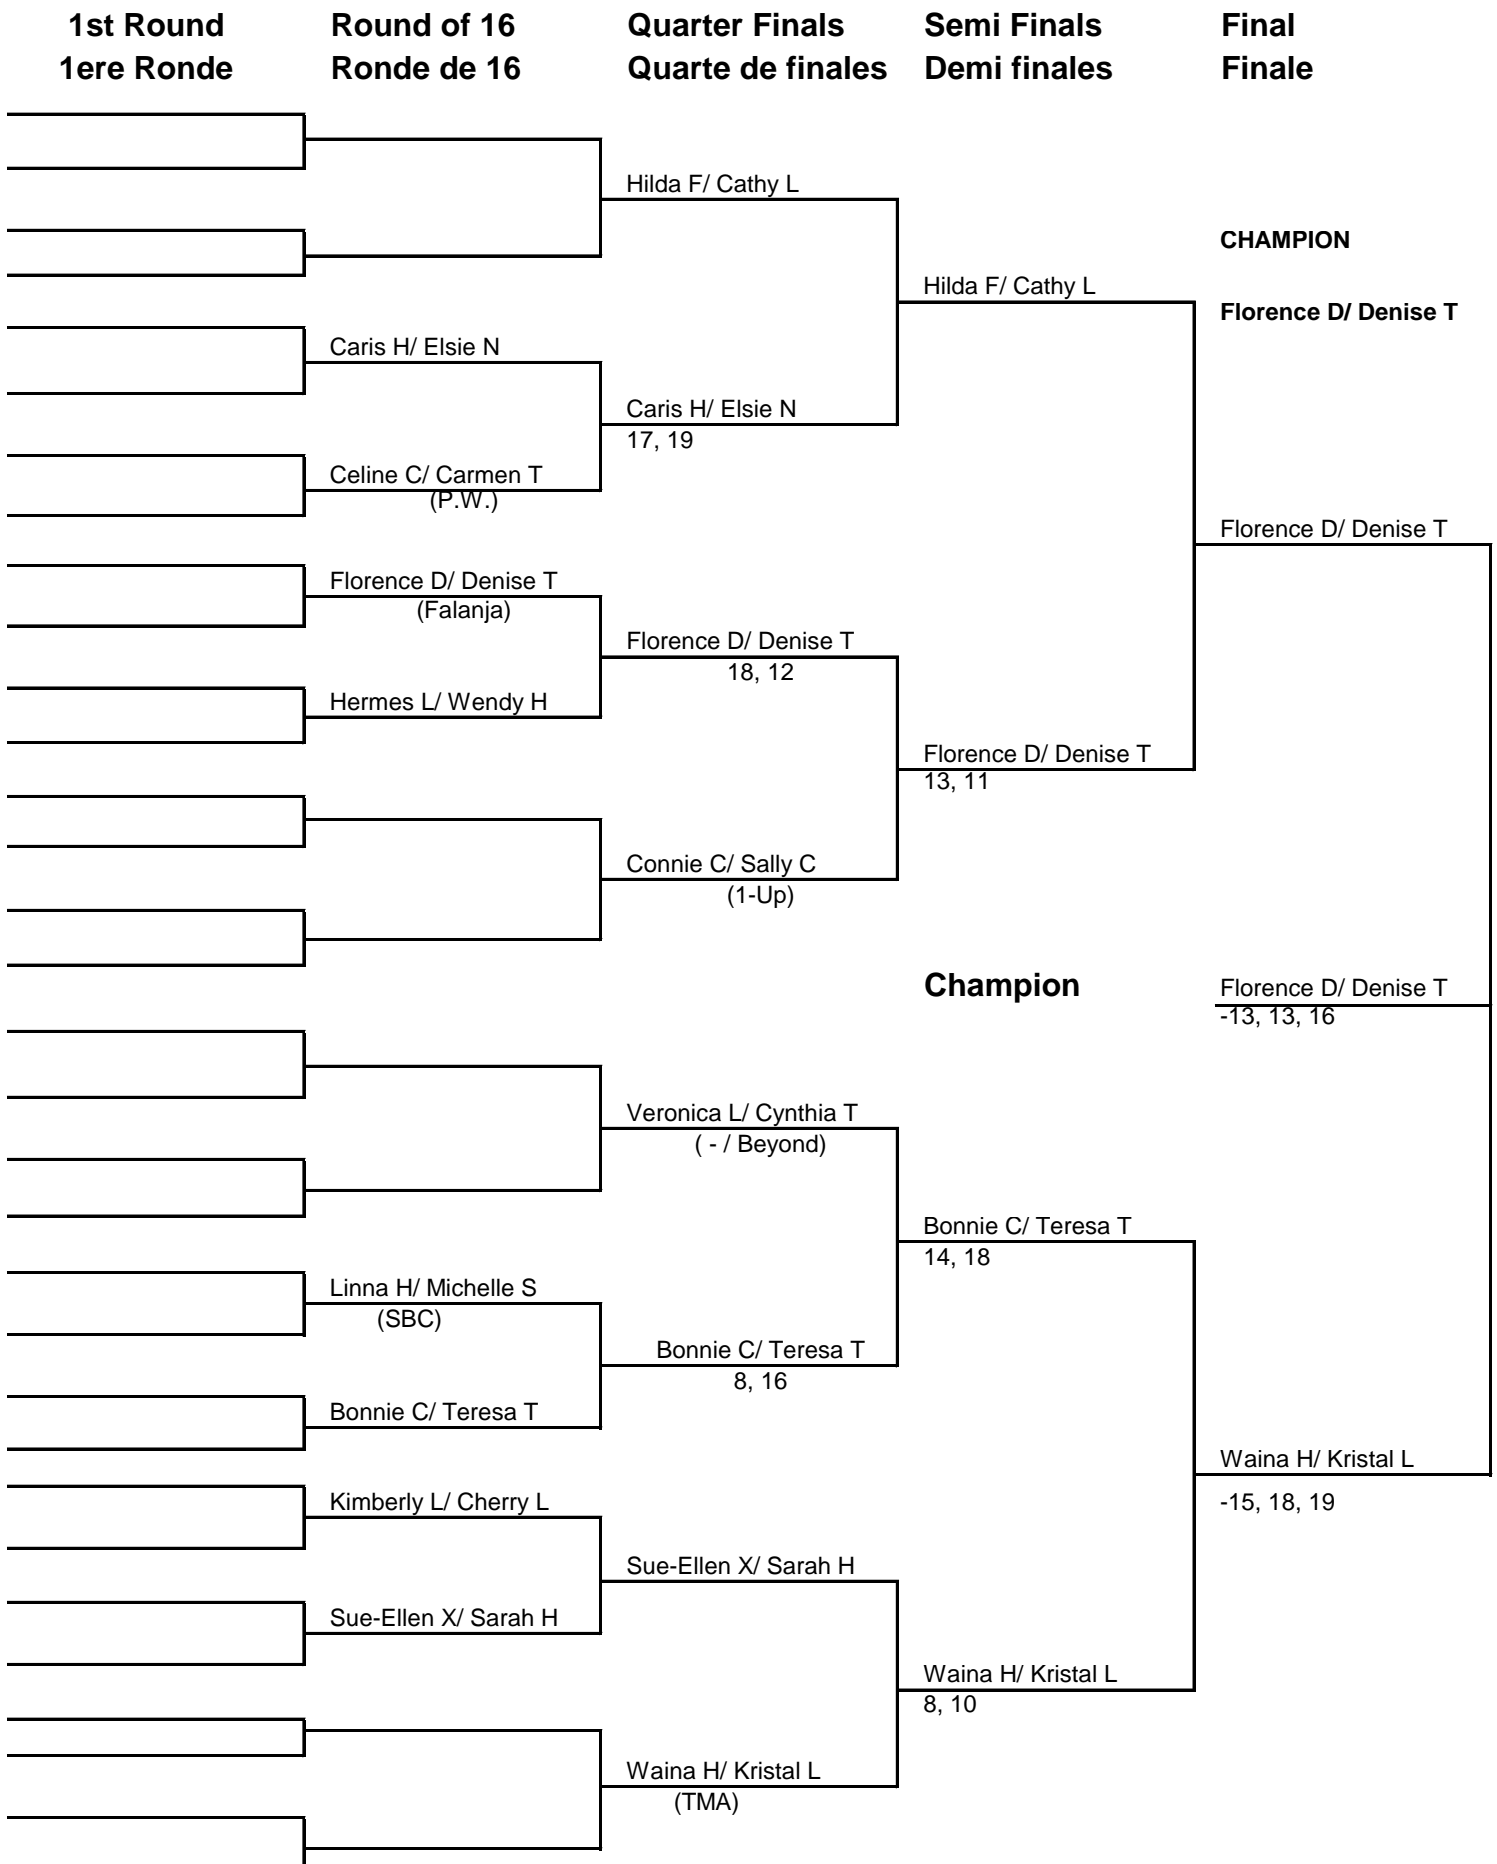 1st Round
1ere Ronde
Round of 16
Ronde de 16
Quarter Finals
Quarte de finales
Semi Finals
Demi finales
Final
Finale
Hilda F/ Cathy L
CHAMPION
Hilda F/ Cathy L
Florence D/ Denise T
Caris H/ Elsie N
Caris H/ Elsie N
17, 19
Celine C/ Carmen T
(P.W.)
Florence D/ Denise T
Florence D/ Denise T
(Falanja)
Florence D/ Denise T
18, 12
Hermes L/ Wendy H
Florence D/ Denise T
13, 11
Connie C/ Sally C
(1-Up)
Champion
Florence D/ Denise T
-13, 13, 16
Veronica L/ Cynthia T
( - / Beyond)
Bonnie C/ Teresa T
14, 18
Linna H/ Michelle S
(SBC)
Bonnie C/ Teresa T
8, 16
Bonnie C/ Teresa T
Waina H/ Kristal L
-15, 18, 19
Kimberly L/ Cherry L
Sue-Ellen X/ Sarah H
Sue-Ellen X/ Sarah H
Waina H/ Kristal L
8, 10
Waina H/ Kristal L
(TMA)